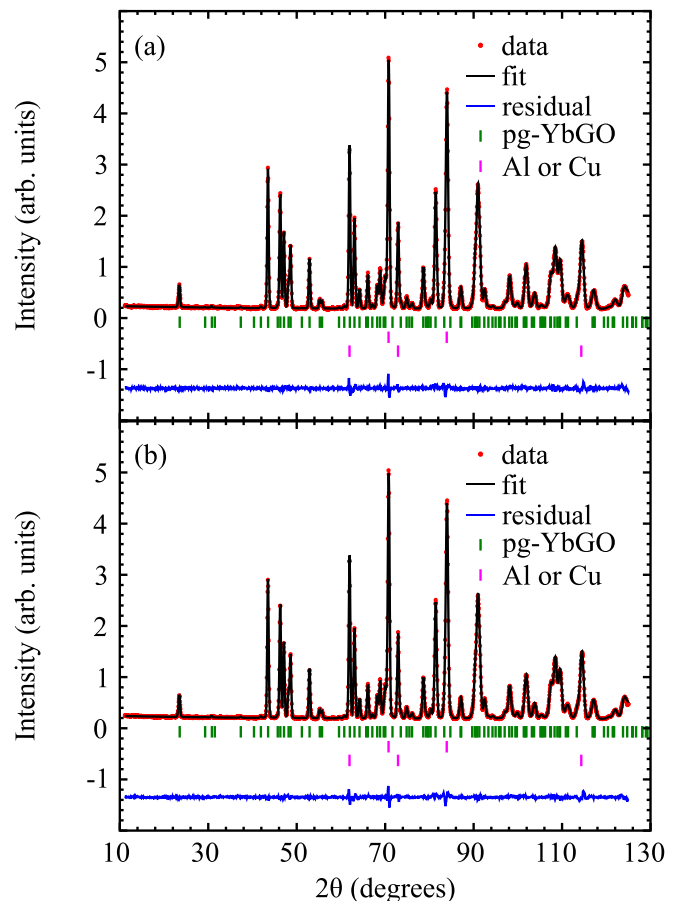 (a)
data
fit
residual
pg-YbGO
Al or Cu
5
4
3
2
1
0
-1
Intensity (arb. units)
(b)
data
fit
residual
pg-YbGO
Al or Cu
5
4
3
2
1
0
-1
Intensity (arb. units)
10 30 50 70 90 110 130
2θ (degrees)